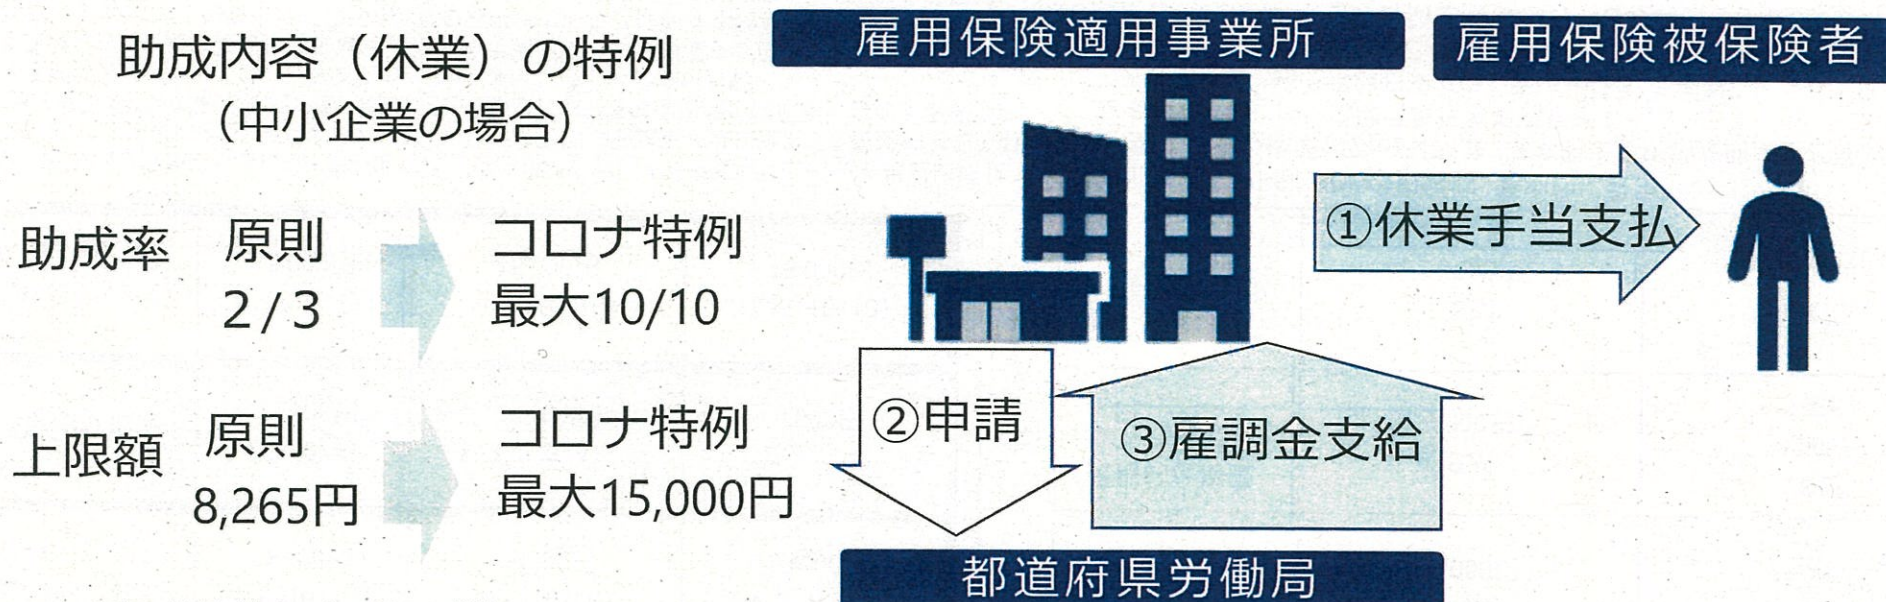 助成内容（休業）の特例
（中小企業の場合）
助成率
原則
2/3
コロナ特例
最大10/10
上限額
原則
8,265円
コロナ特例
最大15,000円
雇用保険適用事業所
雇用保険被保険者
①休業手当支払
②申請
③雇調金支給
都道府県労働局